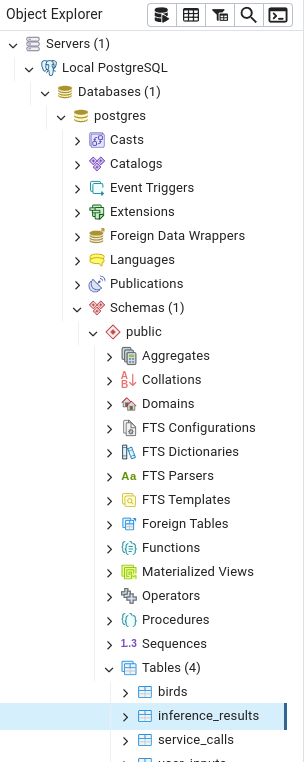 Object Explorer
Servers (1)
Local PostgreSQL
Databases (1)
postgres
Casts
Catalogs
Event Triggers
Extensions
Foreign Data Wrappers
Languages
Publications
Schemas (1)
public
Aggregates
Collations
Domains
FTS Configurations
FTS Dictionaries
Aa FTS Parsers
FTS Templates
Foreign Tables
Functions
Materialized Views
Operators
Procedures
1..3 Sequences
Tables (4)
birds
inference_results
service_calls